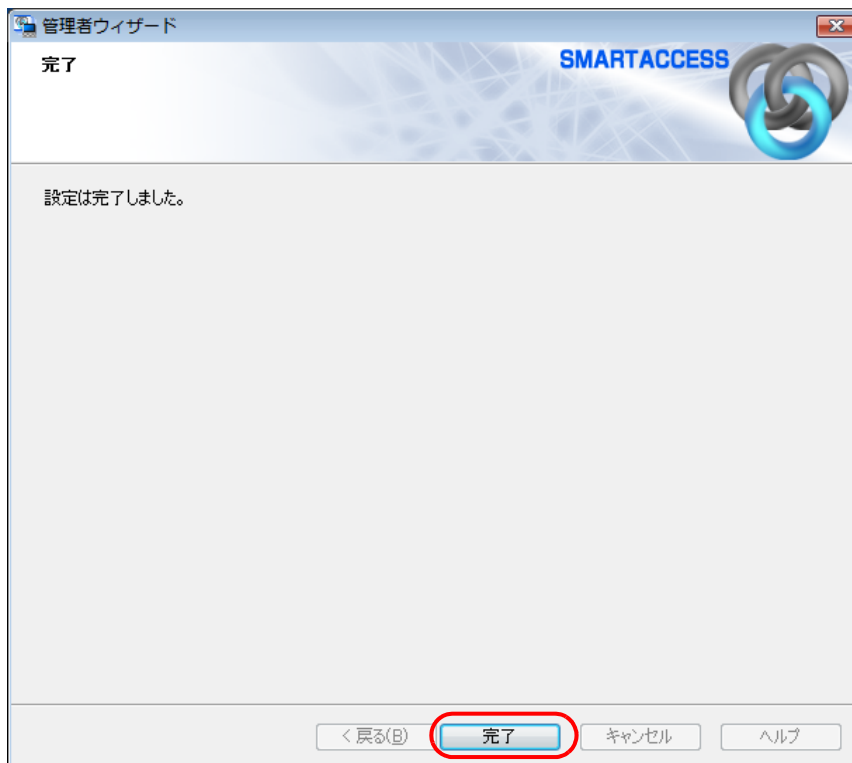 管理者ウィザード
完了
SMARTACCESS
設定は完了しました。
< 戻る(B)
完了
キャンセル
ヘルプ